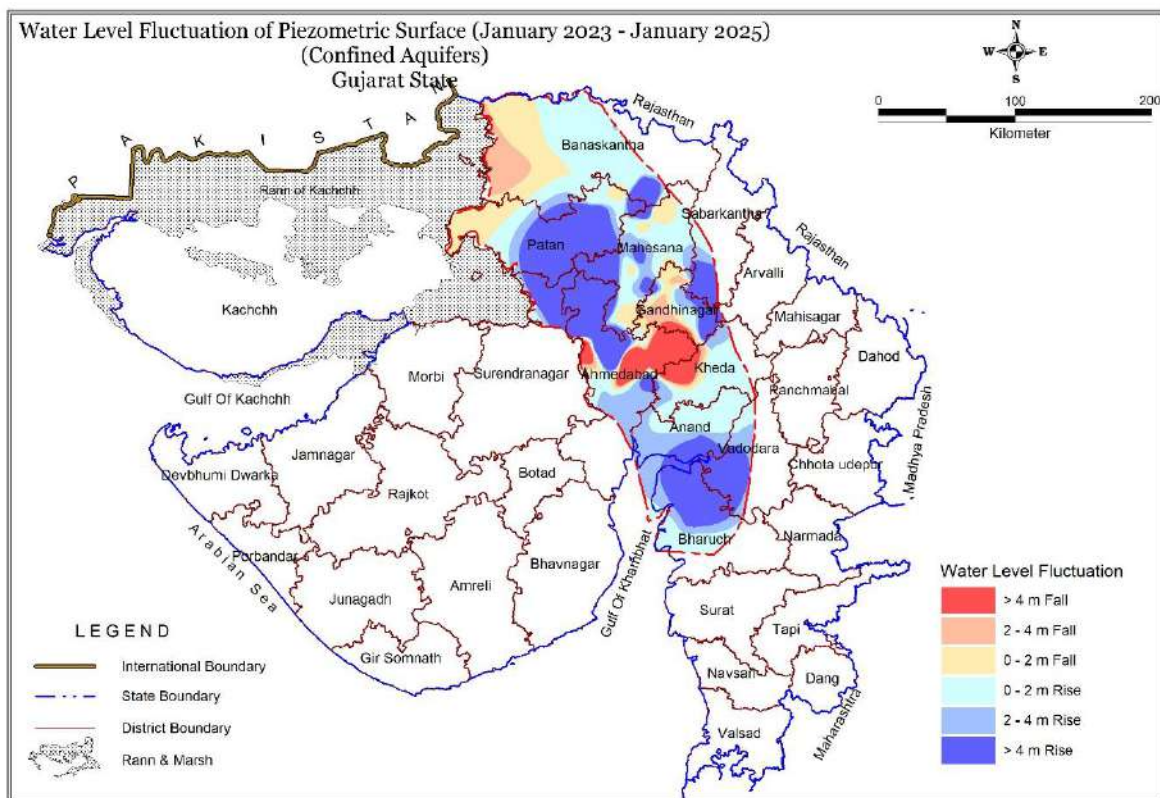 Water Level Fluctuation of Piezometric Surface (January 2023 - January 2025)
(Confined Aquifers)
Gujarat State
N
W E
S
0 100 200
Kilometer
P A K I S T A N
Rajasthan
Banaskantha
Rann of Kachchh
Sabarkantha
Rajasthan
Patan
Mahesana
Arvalli
Kachchh
Gandhinagar
Mahisagar
Dahod
Morbi
Surendranagar
Ahmedabad
Kheda
Panchmahal
Gulf Of Kachchh
Anand
Vadodara
Madhya Pradesh
Jamnagar
Devbhumi Dwarka
Botad
Chhota udepur
Rajkot
Arabian Sea
Porbandar
Bharuch
Narmada
Bhavnagar
Gulf Of Khambhat
Junagadh
Amreli
Surat
Tapi
Gir Somnath
Navsari
Dang
Maharashtra
Valsad
LEGEND
International Boundary
State Boundary
District Boundary
Rann & Marsh
Water Level Fluctuation
> 4 m Fall
2 - 4 m Fall
0 - 2 m Fall
0 - 2 m Rise
2 - 4 m Rise
> 4 m Rise